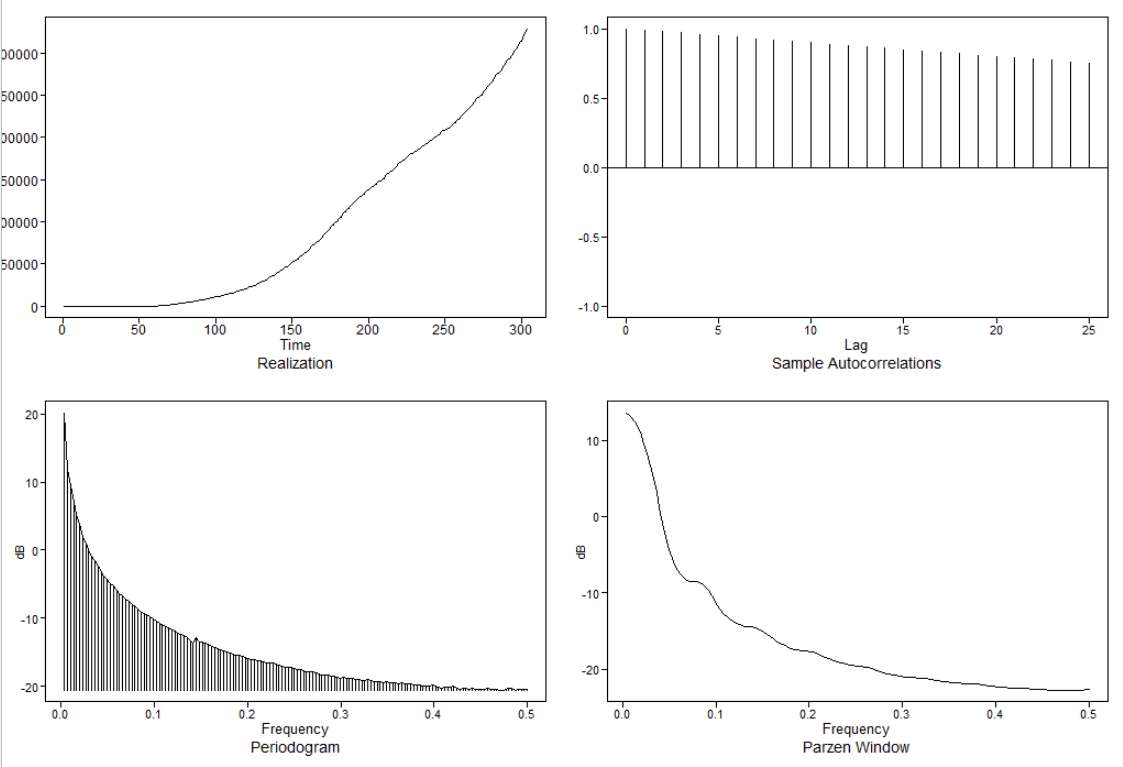 00000
50000
00000
50000
00000
50000
0
0 50 100 150 200 250 300
Time
Realization
1.0
0.5
0.0
-0.5
-1.0
0 5 10 15 20 25
Lag
Sample Autocorrelations
20
10
0
-10
-20
dB
0.0 0.1 0.2 0.3 0.4 0.5
Frequency
Periodogram
10
0
-10
-20
dB
0.0 0.1 0.2 0.3 0.4 0.5
Frequency
Parzen Window